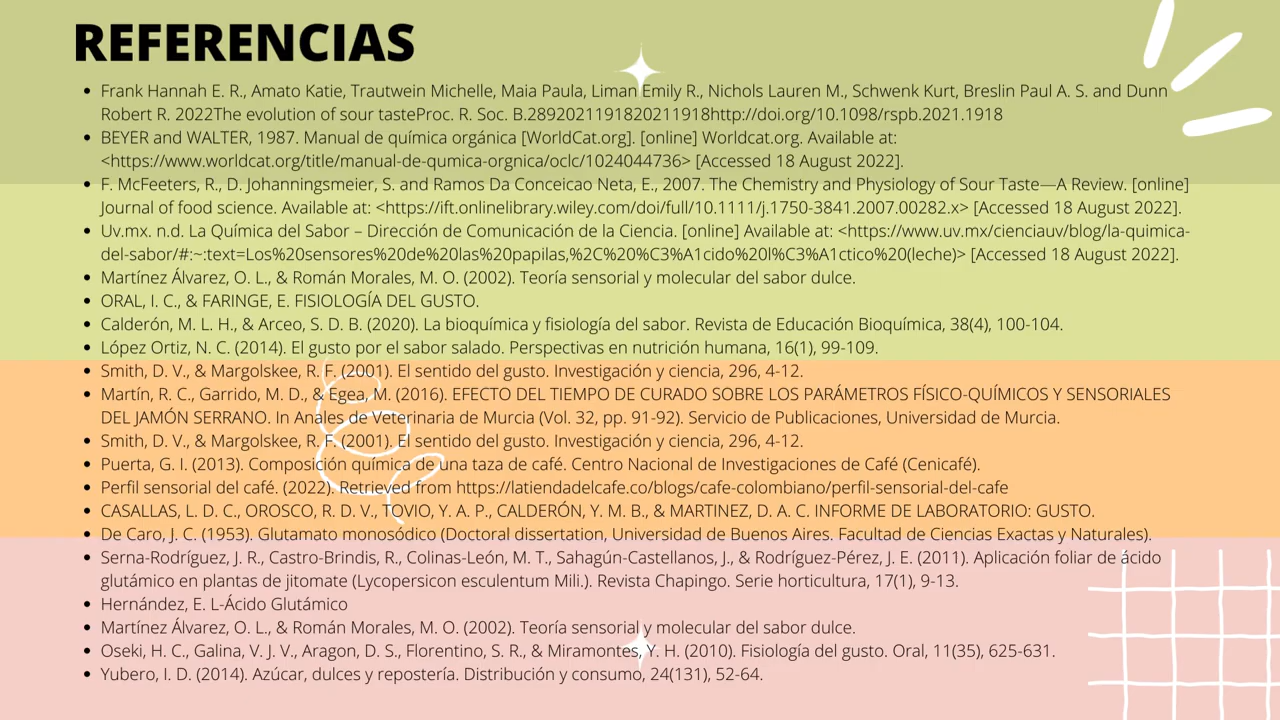 REFERENCIAS
• Frank Hannah E. R., Amato Katie, Trautwein Michelle, Maia Paula, Liman Emily R., Nichols Lauren M., Schwenk Kurt, Breslin Paul A. S. and Dunn
Robert R. 2022The evolution of sour tasteProc. R. Soc. B.2892021191820211918http://doi.org/10.1098/rspb.2021.1918
• BEYER and WALTER, 1987. Manual de química orgánica [WorldCat.org]. [online] Worldcat.org. Available at:
<https://www.worldcat.org/title/manual-de-qumica-orgnica/oclc/1024044736> [Accessed 18 August 2022].
• F. McFeeters, R., D. Johanningsmeier, S. and Ramos Da Conceicao Neta, E., 2007. The Chemistry and Physiology of Sour Taste—A Review. [online]
Journal of food science. Available at: <https://ift.onlinelibrary.wiley.com/doi/full/10.1111/j.1750-3841.2007.00282.x> [Accessed 18 August 2022].
• Uv.mx. n.d. La Química del Sabor – Dirección de Comunicación de la Ciencia. [online] Available at: <https://www.uv.mx/cienciauv/blog/la-quimica-
del-sabor/#:~:text=Los%20sensores%20de%20las%20papilas,%2C%20%C3%A1cido%20l%C3%A1ctico%20(leche)> [Accessed 18 August 2022].
• Martínez Álvarez, O. L., & Román Morales, M. O. (2002). Teoría sensorial y molecular del sabor dulce.
• ORAL, I. C., & FARINGE, E. FISIOLOGÍA DEL GUSTO.
• Calderón, M. L. H., & Arceo, S. D. B. (2020). La bioquímica y fisiología del sabor. Revista de Educación Bioquímica, 38(4), 100-104.
• López Ortiz, N. C. (2014). El gusto por el sabor salado. Perspectivas en nutrición humana, 16(1), 99-109.
• Smith, D. V., & Margolskee, R. F. (2001). El sentido del gusto. Investigación y ciencia, 296, 4-12.
• Martín, R. C., Garrido, M. D., & Egea, M. (2016). EFECTO DEL TIEMPO DE CURADO SOBRE LOS PARÁMETROS FÍSICO-QUÍMICOS Y SENSORIALES
DEL JAMÓN SERRANO. In Anales de Veterinaria de Murcia (Vol. 32, pp. 91-92). Servicio de Publicaciones, Universidad de Murcia.
• Smith, D. V., & Margolskee, R. F. (2001). El sentido del gusto. Investigación y ciencia, 296, 4-12.
• Puerta, G. I. (2013). Composición química de una taza de café. Centro Nacional de Investigaciones de Café (Cenicafé).
• Perfil sensorial del café. (2022). Retrieved from https://latiendadelcafe.co/blogs/cafe-colombiano/perfil-sensorial-del-cafe
• CASALLAS, L. D. C., OROSCO, R. D. V., TOVIO, Y. A. P., CALDERÓN, Y. M. B., & MARTINEZ, D. A. C. INFORME DE LABORATORIO: GUSTO.
• De Caro, J. C. (1953). Glutamato monosódico (Doctoral dissertation, Universidad de Buenos Aires. Facultad de Ciencias Exactas y Naturales).
• Serna-Rodríguez, J. R., Castro-Brindis, R., Colinas-León, M. T., Sahagún-Castellanos, J., & Rodríguez-Pérez, J. E. (2011). Aplicación foliar de ácido
glutámico en plantas de jitomate (Lycopersicon esculentum Mili.). Revista Chapingo. Serie horticultura, 17(1), 9-13.
• Hernández, E. L-Ácido Glutámico
• Martínez Álvarez, O. L., & Román Morales, M. O. (2002). Teoría sensorial y molecular del sabor dulce.
• Oseki, H. C., Galina, V. J. V., Aragon, D. S., Florentino, S. R., & Miramontes, Y. H. (2010). Fisiología del gusto. Oral, 11(35), 625-631.
• Yubero, I. D. (2014). Azúcar, dulces y repostería. Distribución y consumo, 24(131), 52-64.